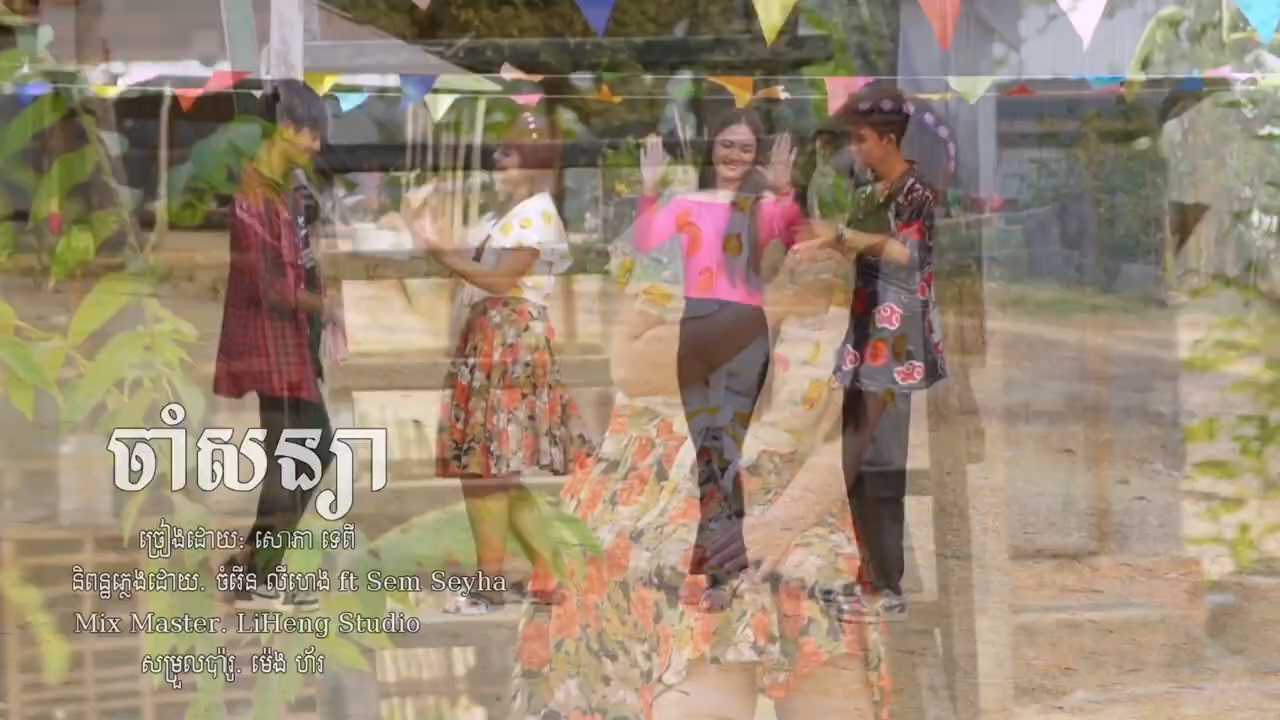 ចាំសន្យា
ច្រៀងដោយ: សោភា ទេពី
និពន្ធភ្លេងដោយ. ចំរើន លីហេង ft Sem Seyha
Mix Master. LiHeng Studio
សម្រួលប៉ារូ. ម៉េង ហ័រ